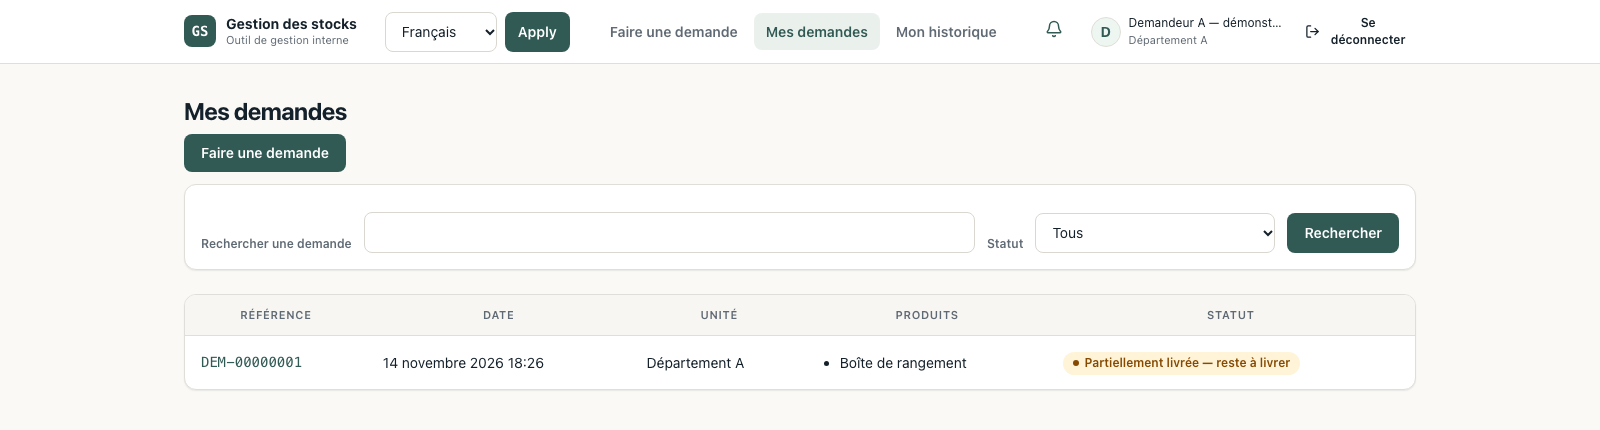 GS
Gestion des stocks
Outil de gestion interne
Français
Apply
Faire une demande
Mes demandes
Mon historique
D
Demandeur A — démonst...
Département A
Se déconnecter
Mes demandes
Faire une demande
Rechercher une demande
Statut
Tous
Rechercher
RÉFÉRENCE DATE UNITÉ PRODUITS STATUT
DEM-00000001 14 novembre 2026 18:26 Département A • Boîte de rangement Partiellement livrée — reste à livrer